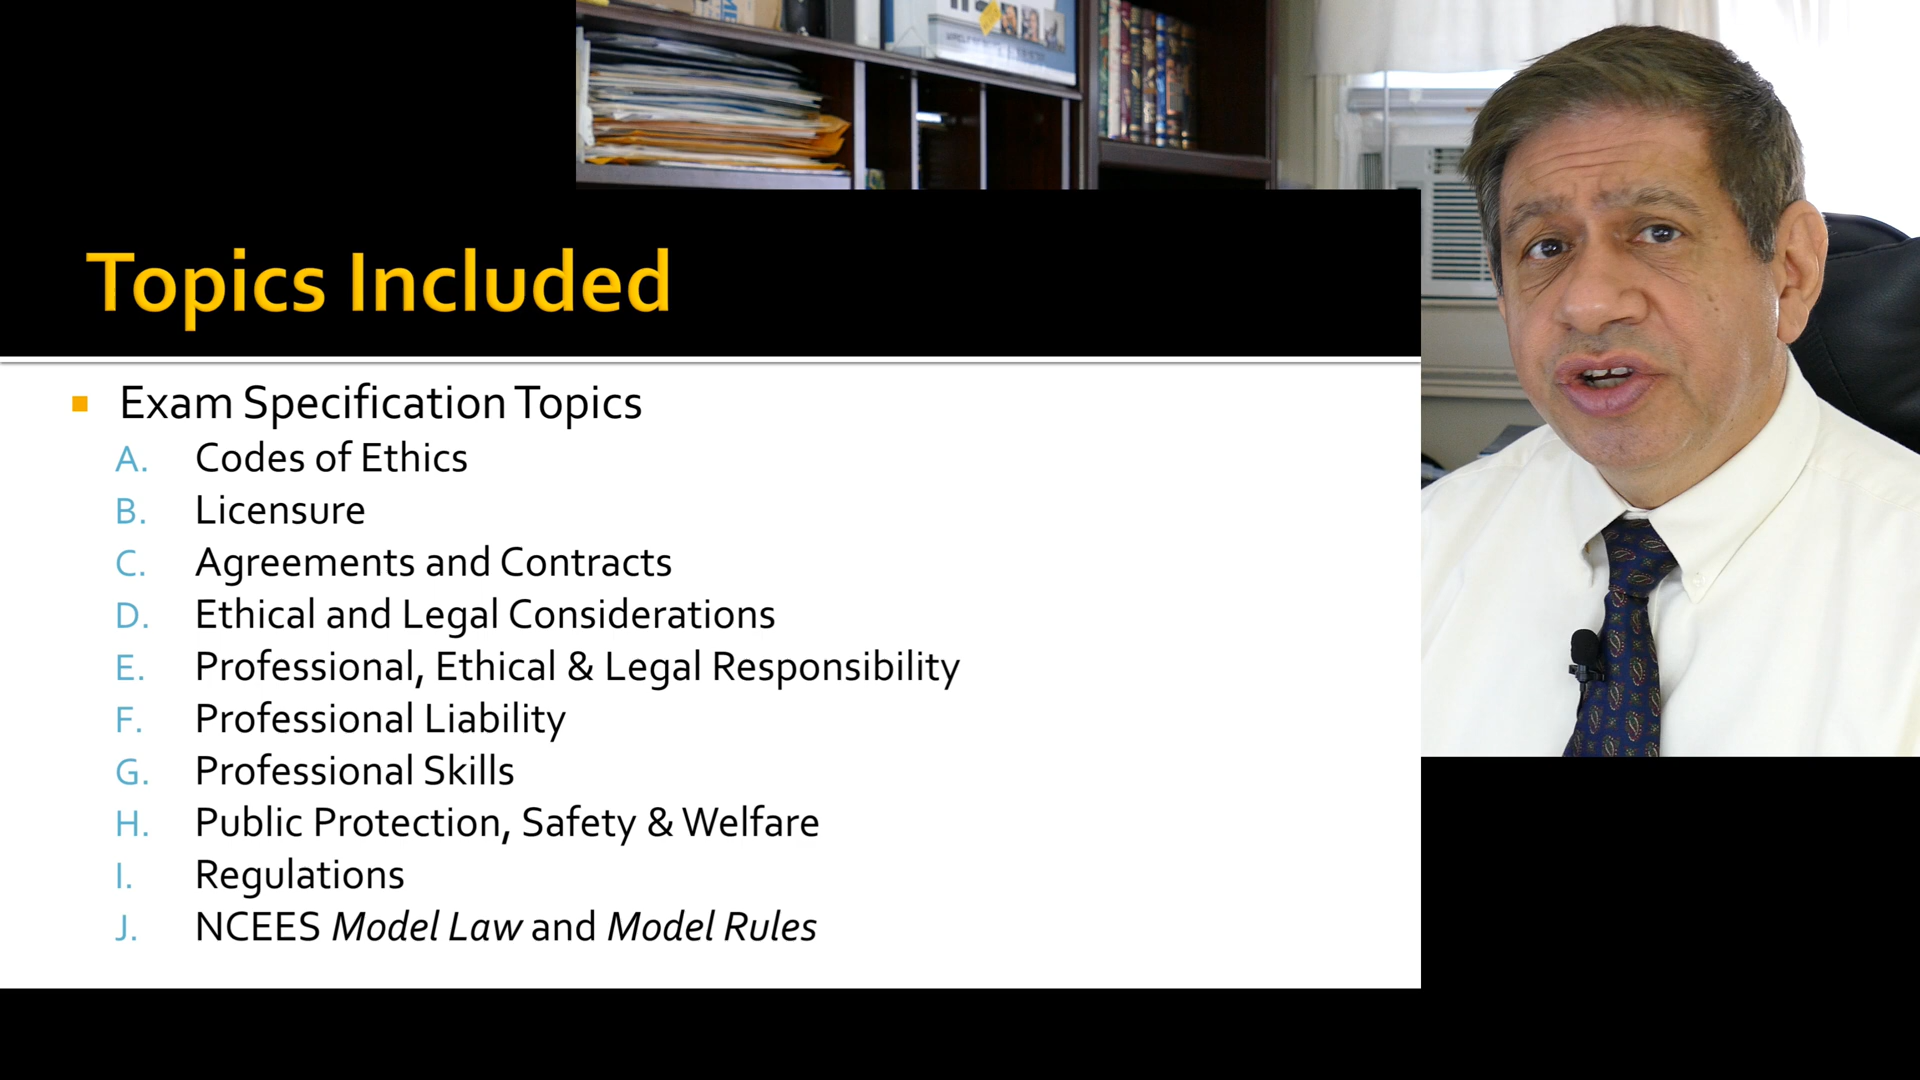 Topics Included
Exam Specification Topics
A. Codes of Ethics
B. Licensure
C. Agreements and Contracts
D. Ethical and Legal Considerations
E. Professional, Ethical & Legal Responsibility
F. Professional Liability
G. Professional Skills
H. Public Protection, Safety & Welfare
I. Regulations
J. NCEES Model Law and Model Rules